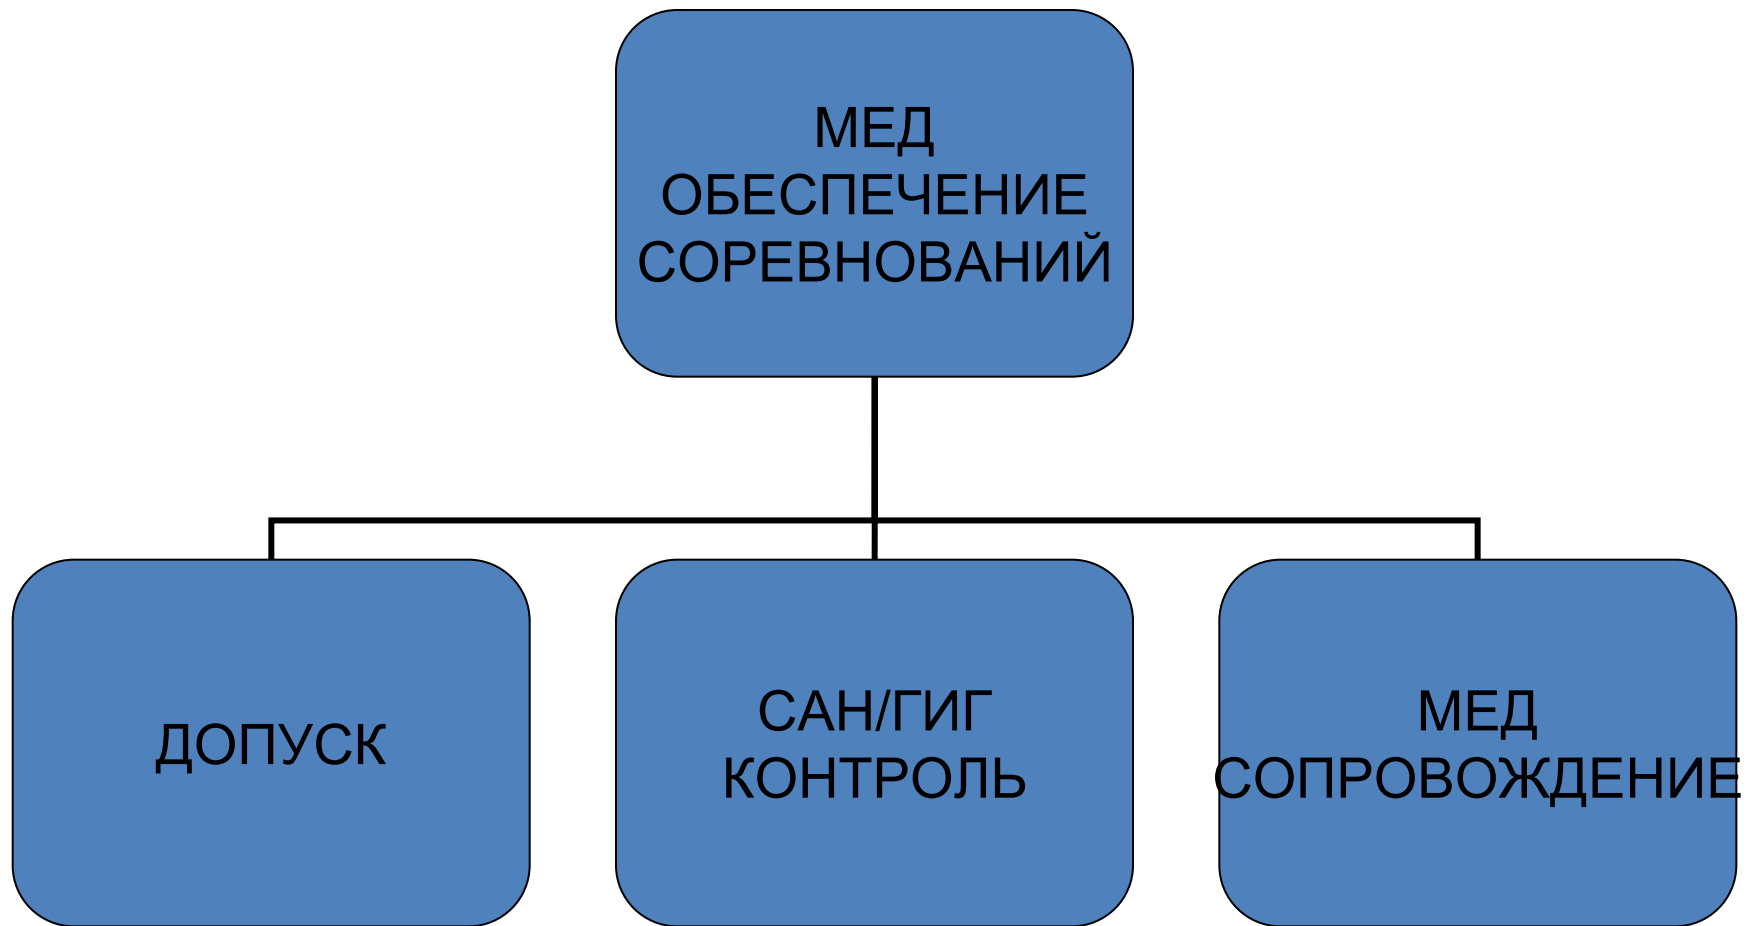 МЕД
ОБЕСПЕЧЕНИЕ
СОРЕВНОВАНИЙ
ДОПУСК
САН/ГИГ
КОНТРОЛЬ
МЕД
СОПРОВОЖДЕНИЕ